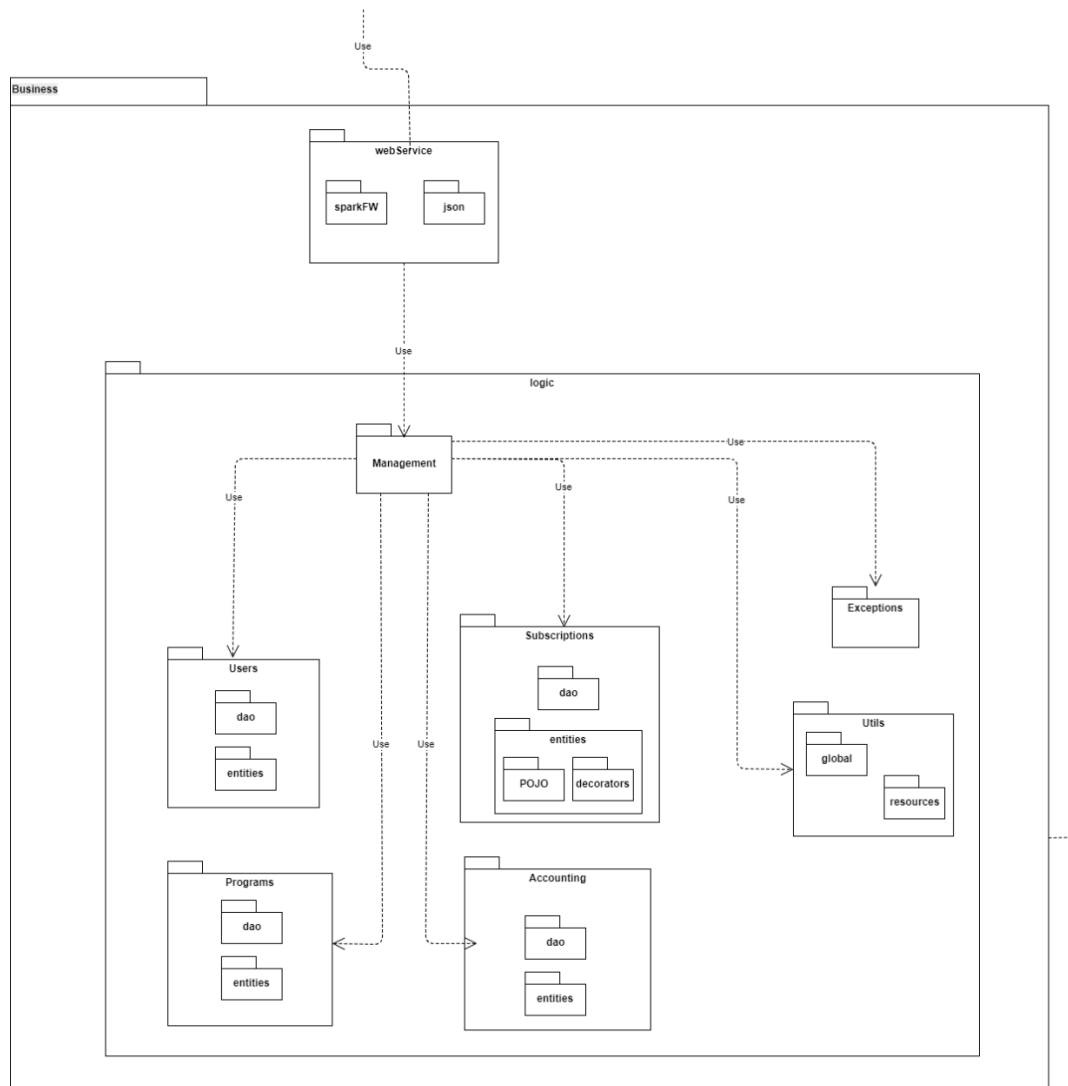 Use
Business
webService
sparkFW
json
Use
logic
Management
Use
Use
Use
Use
Exceptions
Subscriptions
Users
dao
dao
Utils
entities
global
Use
Use
entities
POJO
decorators
resources
Programs
Accounting
dao
dao
entities
entities